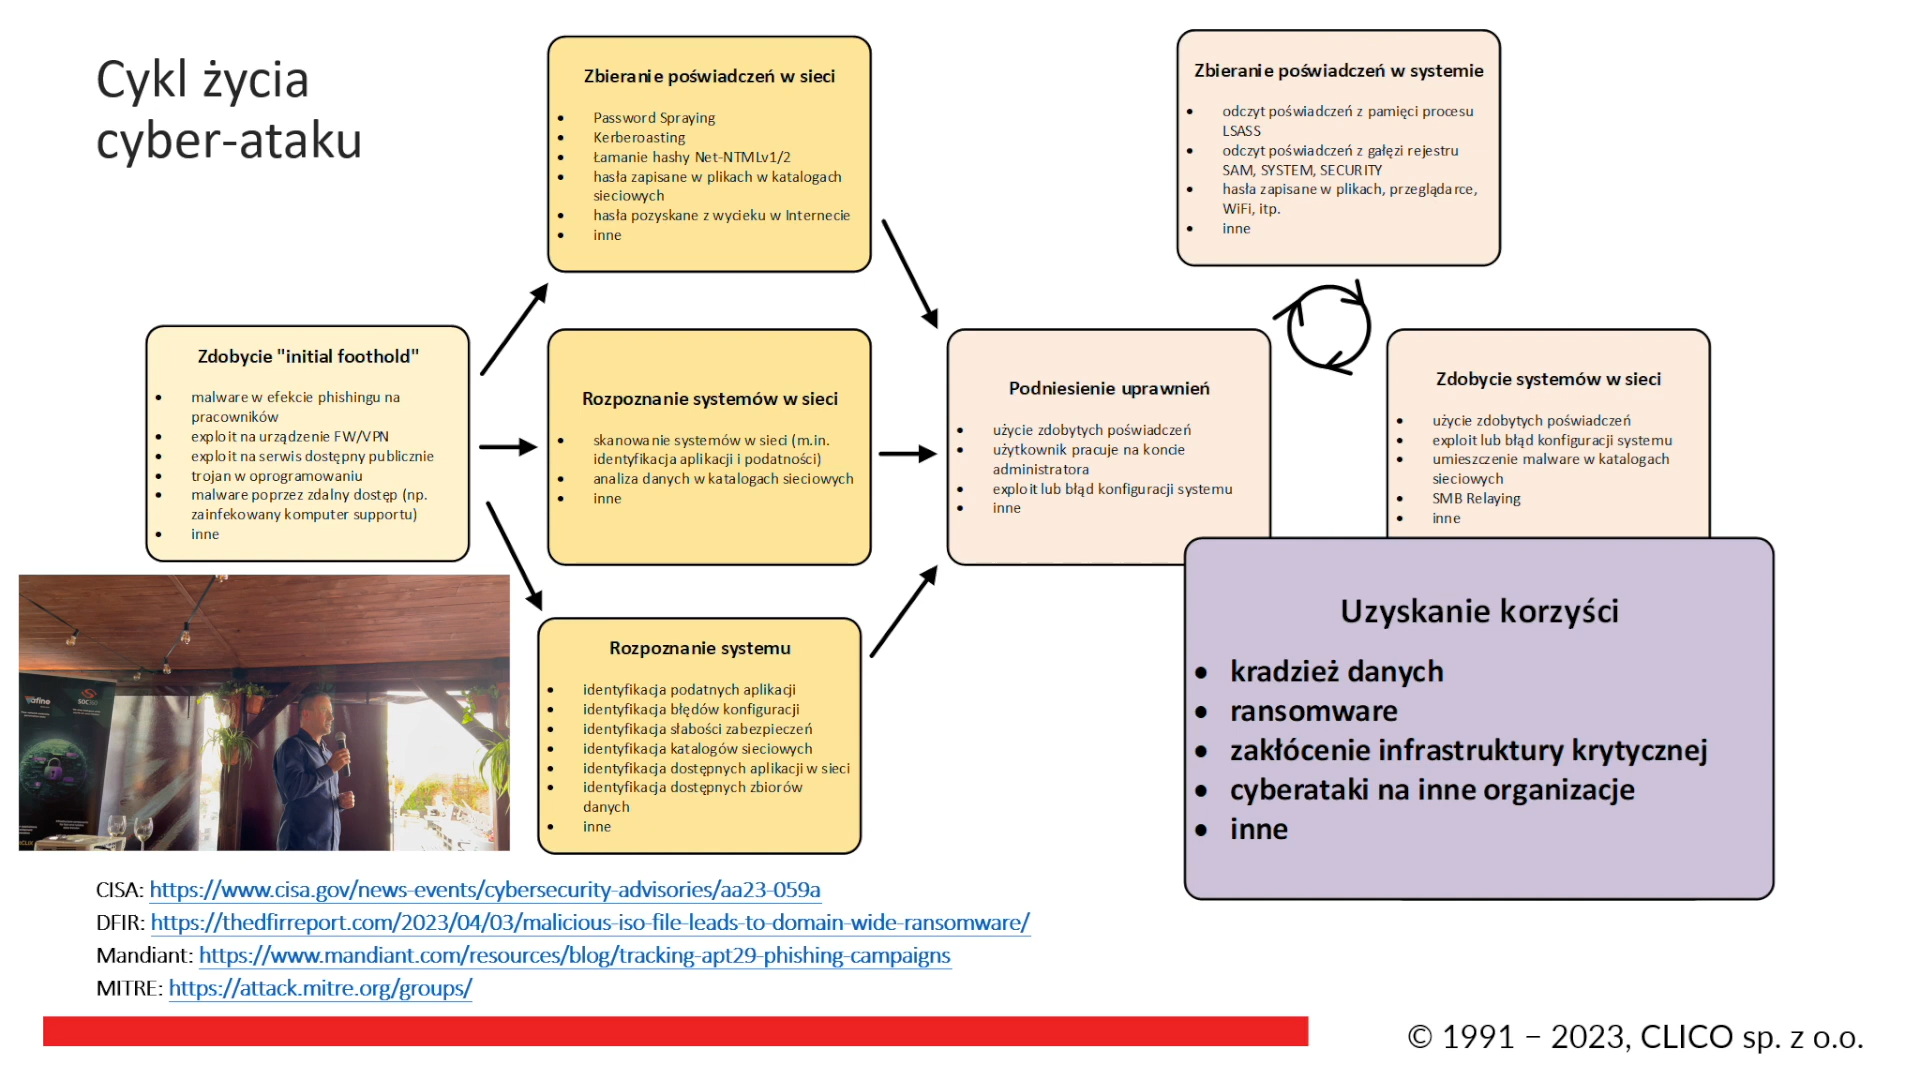 Cykl życia
cyber-ataku
Zbieranie poświadczeń w sieci
• Password Spraying
• Kerberoasting
• Łamanie hashy Net-NTMLv1/2
• hasła zapisane w plikach w katalogach
sieciowych
• hasła pozyskane z wycieku w Internecie
• inne
Zbieranie poświadczeń w systemie
• odczyt poświadczeń z pamięci procesu
LSASS
• odczyt poświadczeń z gałęzi rejestru
SAM, SYSTEM, SECURITY
• hasła zapisane w plikach, przeglądarce,
WiFi, itp.
• inne
Zdobycie "initial foothold"
• malware w efekcie phishingu na
pracowników
• exploit na urządzenie FW/VPN
• exploit na serwis dostępny publicznie
• trojan w oprogramowaniu
• malware poprzez zdalny dostęp (np.
zainfekowany komputer supportu)
• inne
Rozpoznanie systemów w sieci
• skanowanie systemów w sieci (m.in.
identyfikacja aplikacji i podatności)
• analiza danych w katalogach sieciowych
• inne
Podniesienie uprawnień
• użycie zdobytych poświadczeń
• użytkownik pracuje na koncie
administratora
• exploit lub błąd konfiguracji systemu
• inne
Zdobycie systemów w sieci
• użycie zdobytych poświadczeń
• exploit lub błąd konfiguracji systemu
• umieszczenie malware w katalogach
sieciowych
• SMB Relaying
• inne
Rozpoznanie systemu
• identyfikacja podatnych aplikacji
• identyfikacja błędów konfiguracji
• identyfikacja słabości zabezpieczeń
• identyfikacja katalogów sieciowych
• identyfikacja dostępnych aplikacji w sieci
• identyfikacja dostępnych zbiorów
danych
• inne
Uzyskanie korzyści
• kradzież danych
• ransomware
• zakłócenie infrastruktury krytycznej
• cyberataki na inne organizacje
• inne
afine
CISA: https://www.cisa.gov/news-events/cybersecurity-advisories/aa23-059a
DFIR: https://thedfirreport.com/2023/04/03/malicious-iso-file-leads-to-domain-wide-ransomware/
Mandiant: https://www.mandiant.com/resources/blog/tracking-apt29-phishing-campaigns
MITRE: https://attack.mitre.org/groups/
© 1991 – 2023, CLICO sp. z o.o.